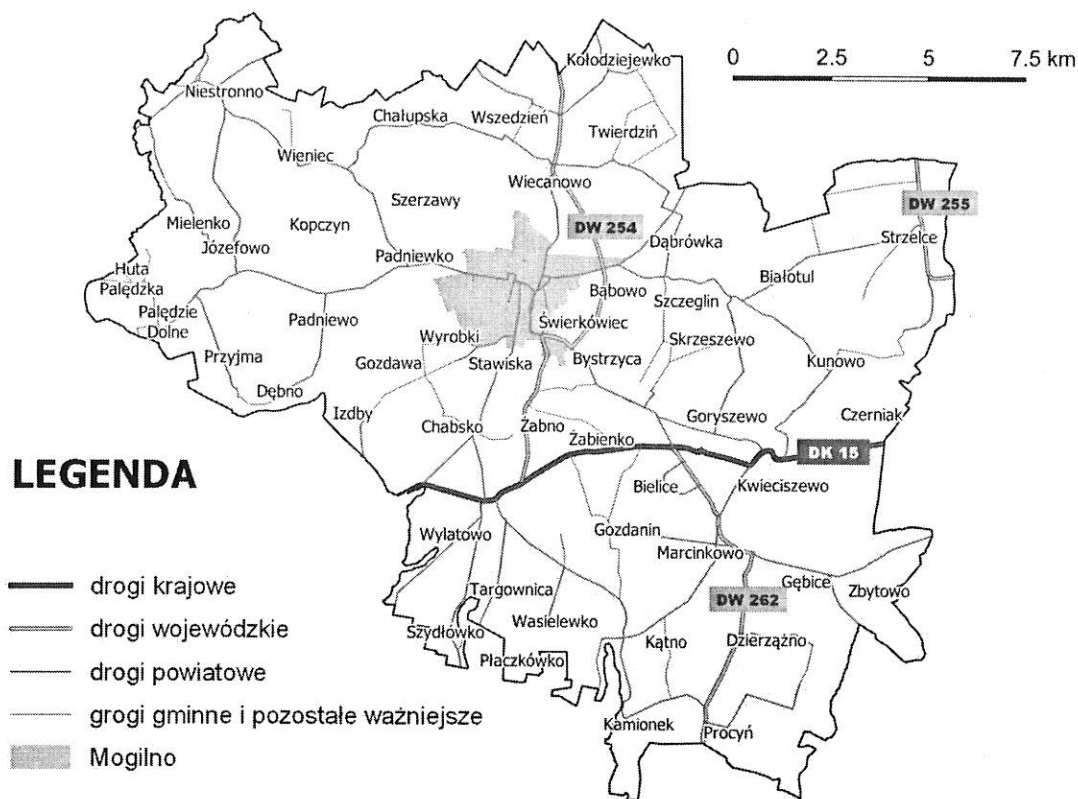 Kołodziejewko
0 2.5 5 7.5 km
Niestronno
Chałupska
Wszedzień
Twierdziń
Wieniec
Wiecanowo
Szerzawy
DW 255
DW 254
Mielenko
Kopczyn
Józefowo
Dąbrówka
Strzelce
Padniewko
Huta
Palędzka
Białotul
Bąbowo
Szczeglin
Palędzie
Dolne
Padniewo
Świerkówiec
Wyrobki
Skrzeszewo
Przyjma
Gozdawa
Stawiska
Bystrzyca
Kunowo
Dębno
Izdby
Chabsko
Żabno
Goryszewo
Czerniak
Żabienko
DK 15
LEGENDA
Bielice
Kwieciszewo
Wylatowo
Gozdanin
Marcinkowo
drogi krajowe
Targownica
Gębice
Zbytowo
DW 262
drogi wojewódzkie
Wasielewko
Szydłówko
Kątno
Dzierzążno
Płaczkówko
drogi powiatowe
grogi gminne i pozostałe ważniejsze
Kamionek
Procyń
Mogilno